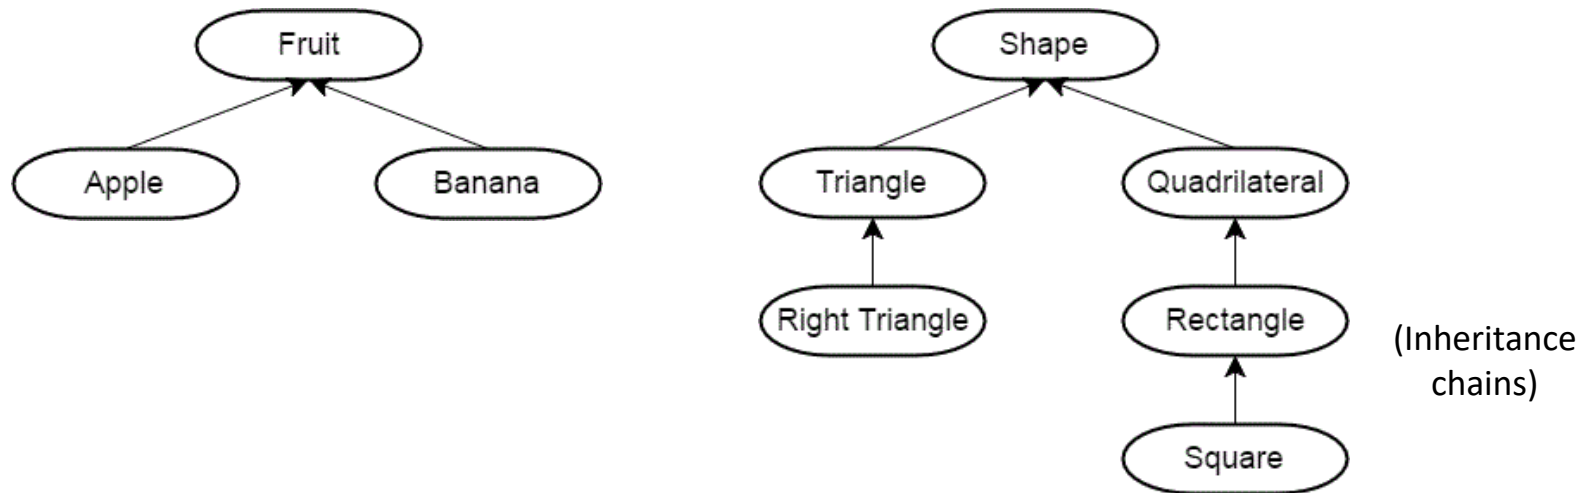 Fruit
Shape
Apple
Banana
Triangle
Quadrilateral
Right Triangle
Rectangle
(Inheritance
chains)
Square